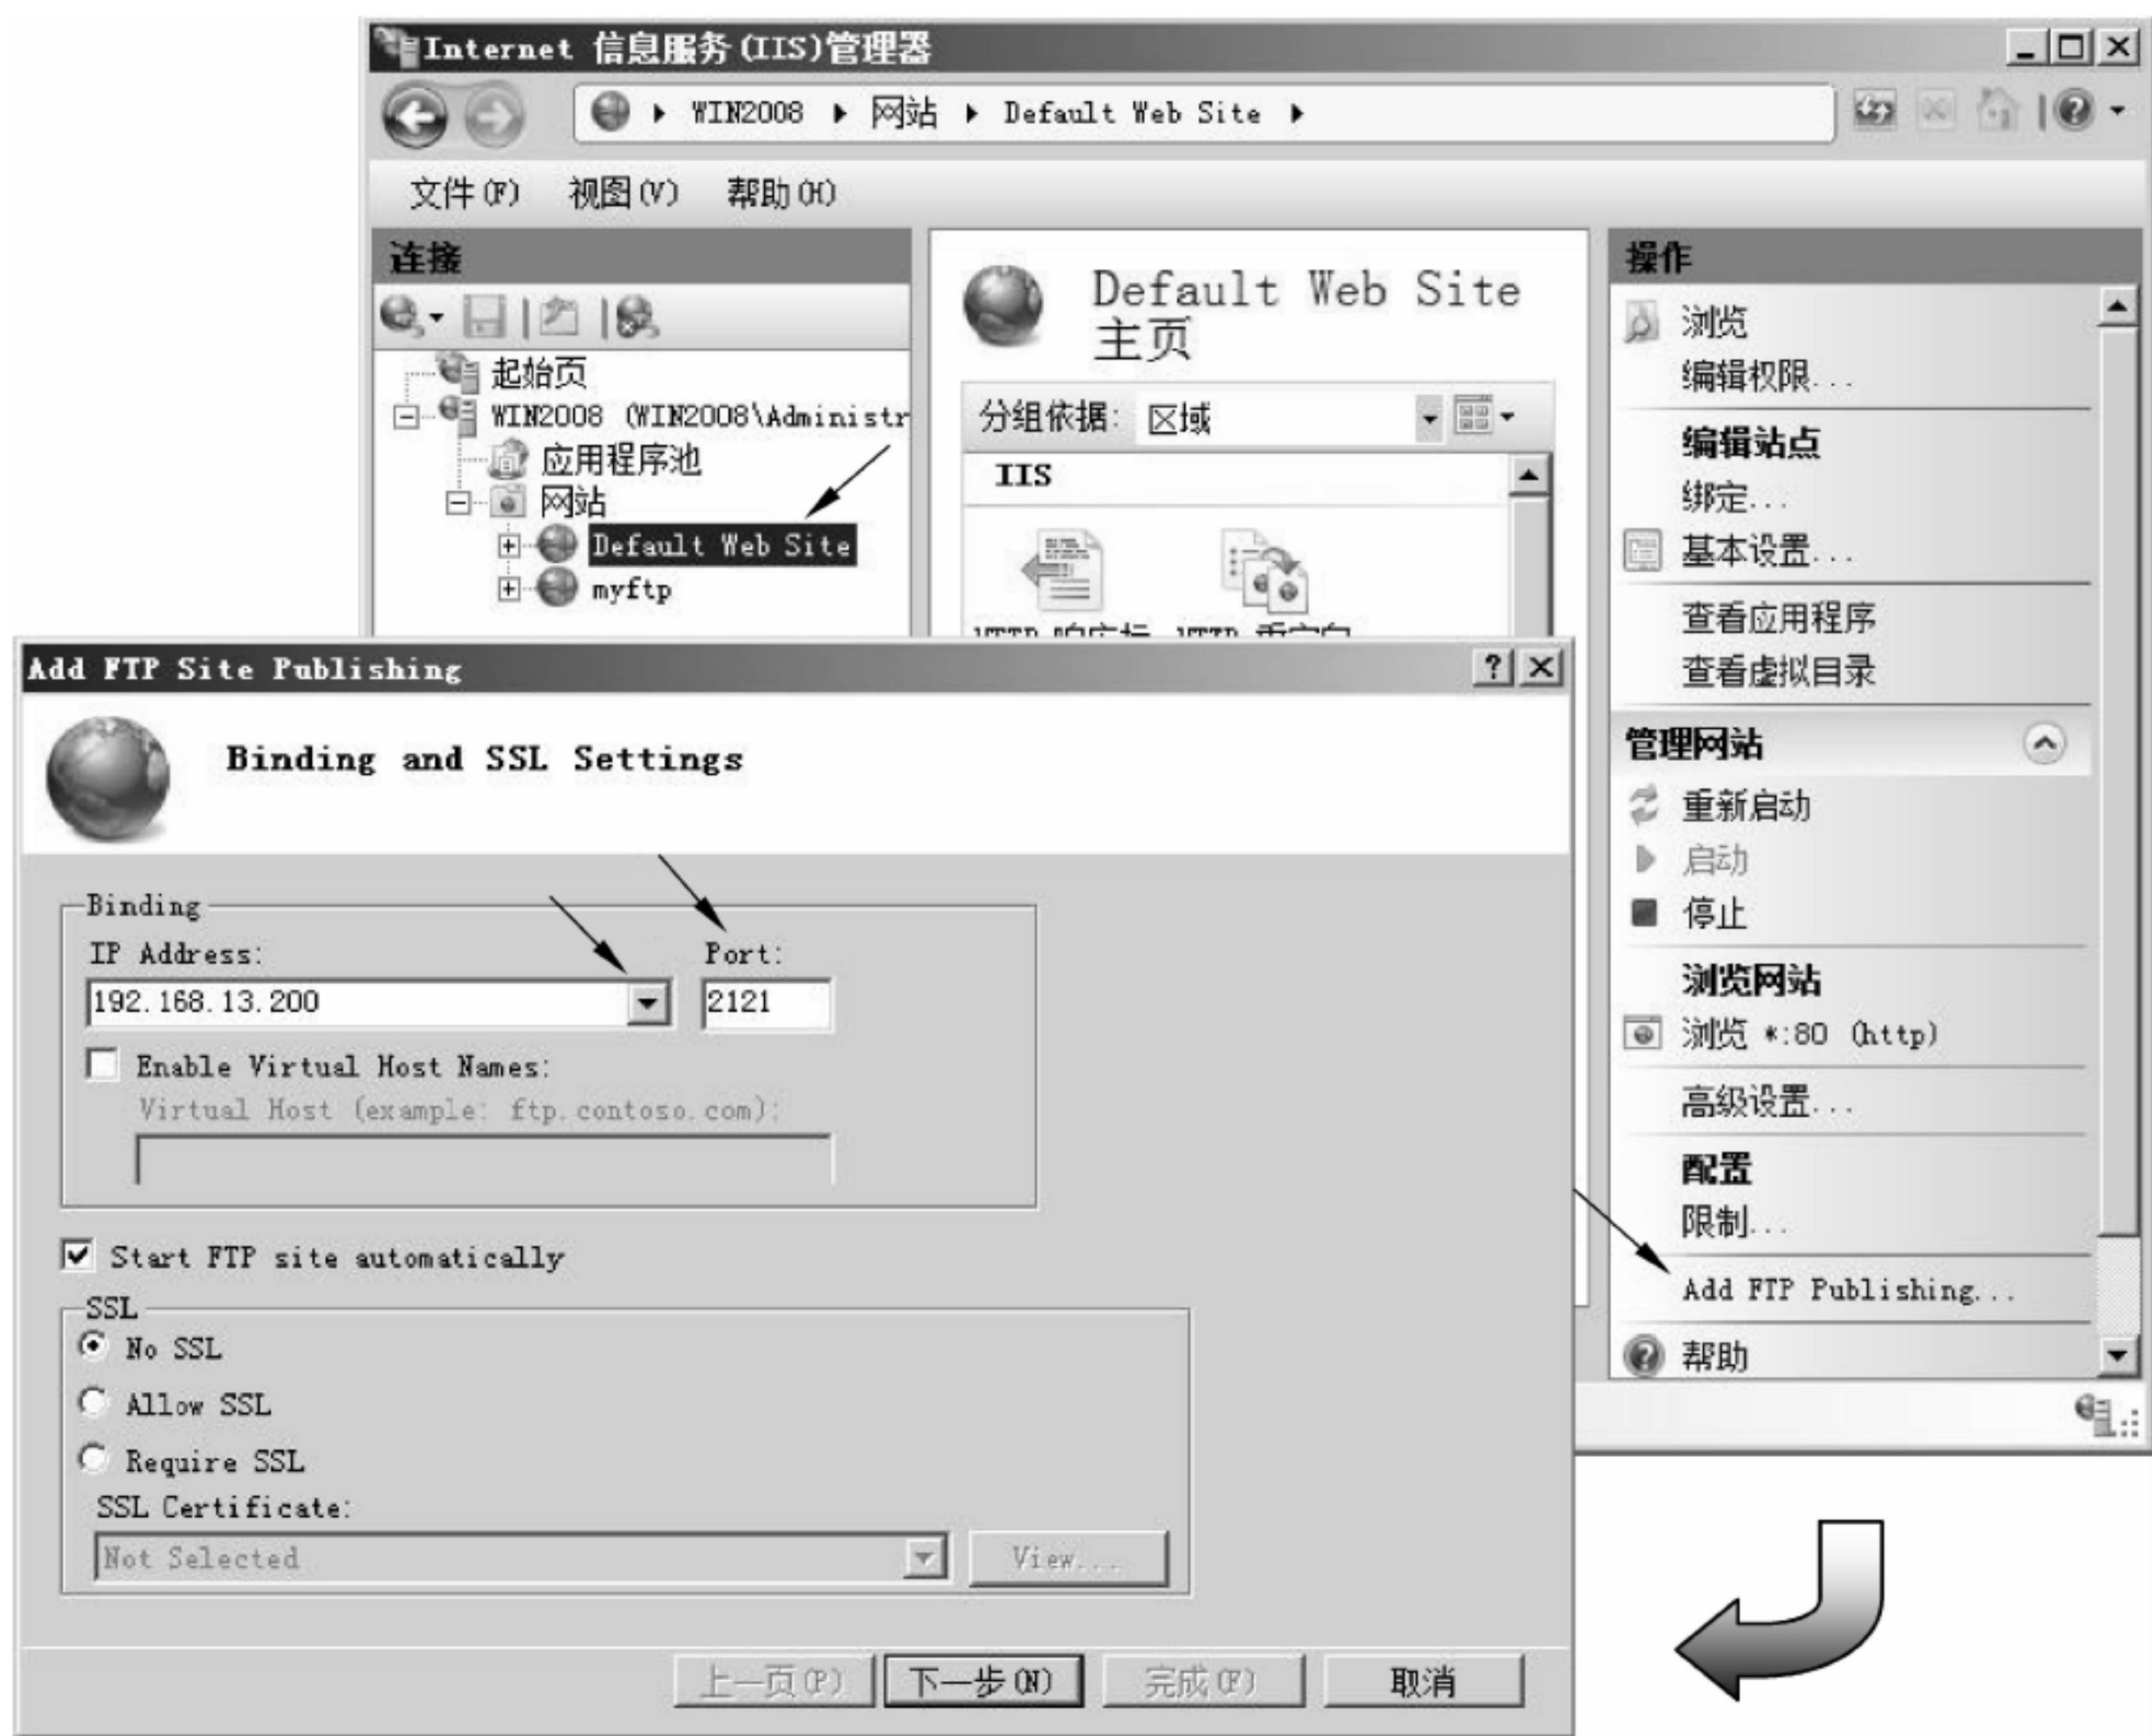 Internet 信息服务(IIS)管理器
WIN2008 网站 Default Web Site
文件(F) 视图(V) 帮助(H)
连接
起始页
WIN2008 (WIN2008\Administr
应用程序池
网站
Default Web Site
myftp
Default Web Site
主页
分组依据: 区域
IIS
HTTP 响应标 HTTP 重定向
操作
浏览
编辑权限...
编辑站点
绑定...
基本设置...
查看应用程序
查看虚拟目录
管理网站
重新启动
启动
停止
浏览网站
浏览 *:80 (http)
高级设置...
配置
限制...
Add FTP Publishing...
帮助
Add FTP Site Publishing
Binding and SSL Settings
Binding
IP Address: Port:
192.168.13.200 2121
Enable Virtual Host Names:
Virtual Host (example: ftp.contoso.com):
Start FTP site automatically
SSL
No SSL
Allow SSL
Require SSL
SSL Certificate:
Not Selected View...
上一页(P) 下一步(N) 完成(F) 取消